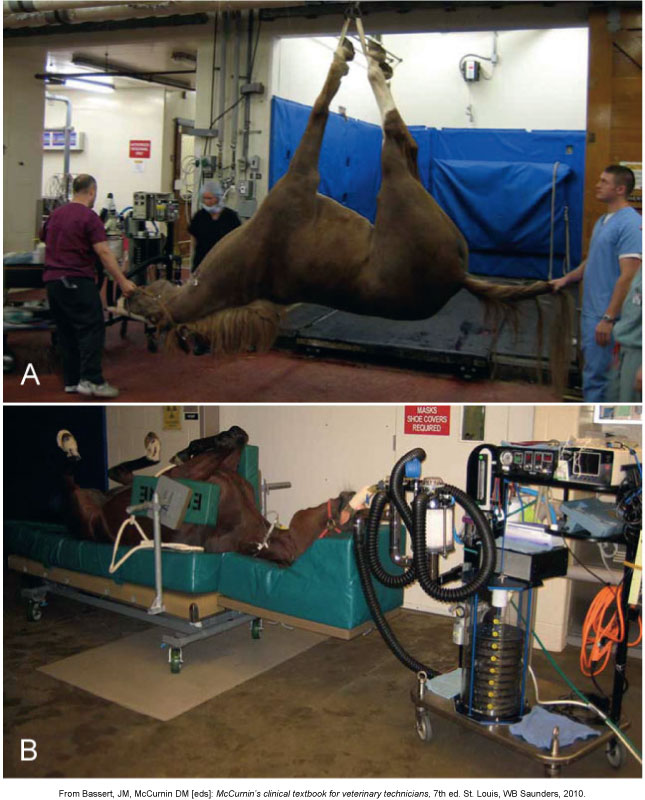 A
MASKS
SHOE COVERS
REQUIRED
B
From Bassert, JM, McCurnin DM [eds]: McCurnin's clinical textbook for veterinary technicians, 7th ed. St. Louis, WB Saunders, 2010.